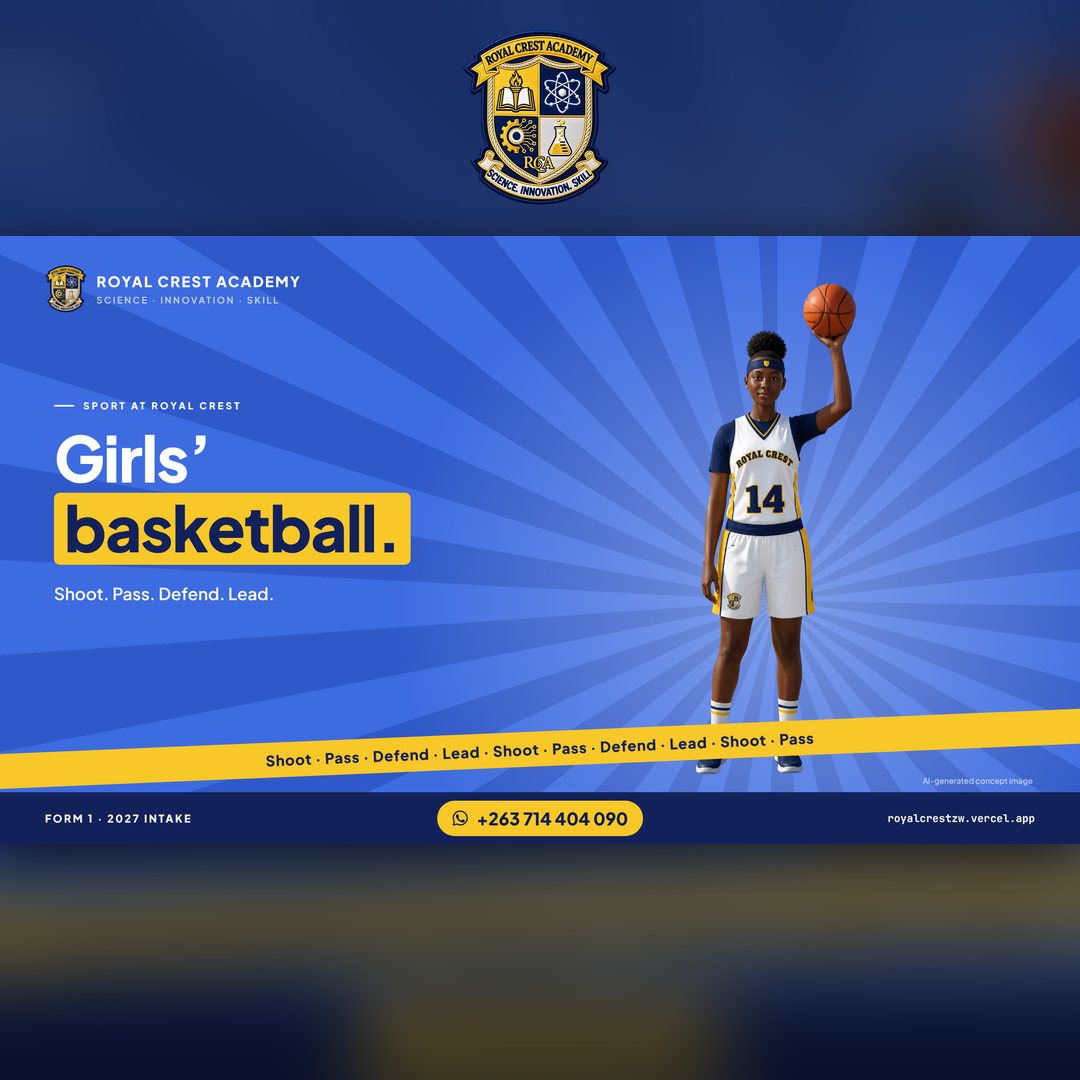 ROYAL CREST ACADEMY
RCA
SCIENCE. INNOVATION. SKILL
ROYAL CREST ACADEMY
SCIENCE · INNOVATION · SKILL
SPORT AT ROYAL CREST
Girls’
basketball.
Shoot. Pass. Defend. Lead.
ROYAL CREST
14
Shoot · Pass · Defend · Lead · Shoot · Pass · Defend · Lead · Shoot · Pass
AI-generated concept image
FORM 1 · 2027 INTAKE
+263 714 404 090
royalcrestzw.vercel.app